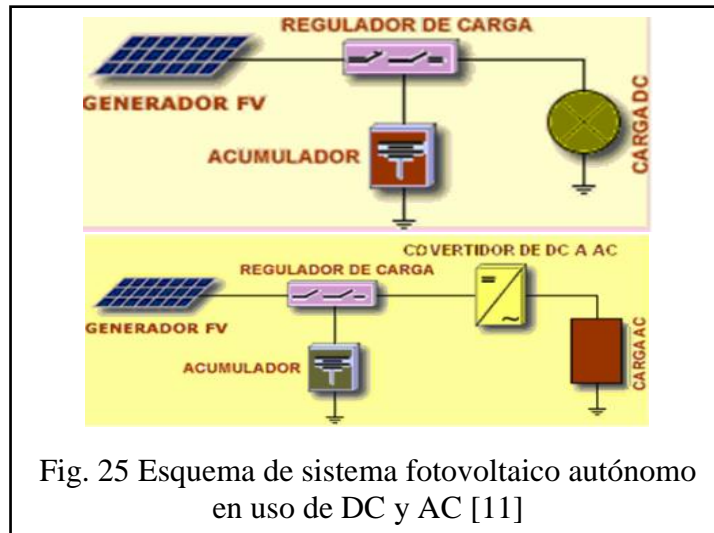 REGULADOR DE CARGA
GENERADOR FV
ACUMULADOR
CARGA DC
COVERTIDOR DE DC A AC
REGULADOR DE CARGA
GENERADOR FV
ACUMULADOR
CARGA AC
Fig. 25 Esquema de sistema fotovoltaico autónomo
en uso de DC y AC [11]